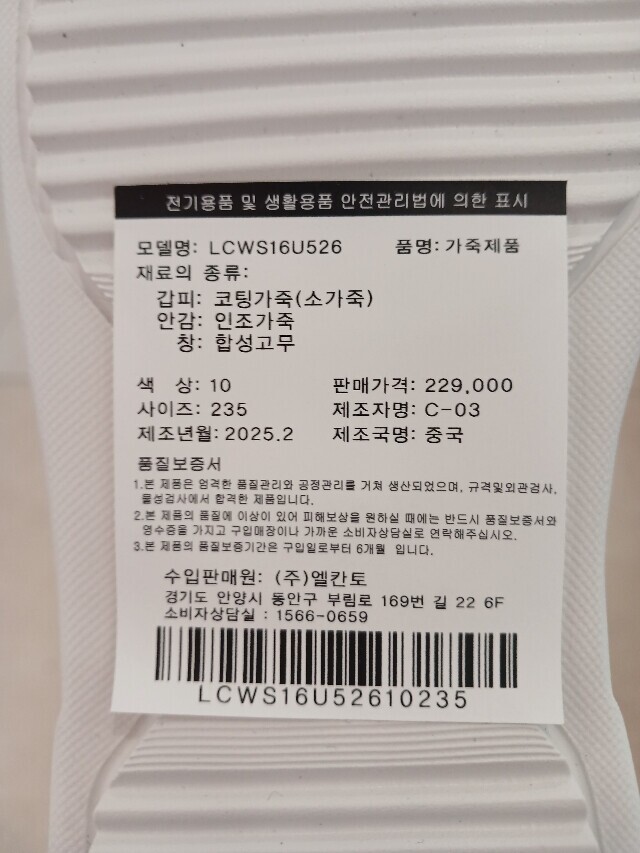 전기용품 및 생활용품 안전관리법에 의한 표시
모델명: LCWS16U526 품명: 가죽제품
재료의 종류:
갑피: 코팅가죽(소가죽)
안감: 인조가죽
창: 합성고무
색 상: 10 판매가격: 229,000
사이즈: 235 제조자명: C-03
제조년월: 2025.2 제조국명: 중국
품질보증서
1.본 제품은 엄격한 품질관리와 공정관리를 거쳐 생산되었으며, 규격및외관검사,
물성검사에서 합격한 제품입니다.
2.본 제품의 품질에 이상이 있어 피해보상을 원하실 때에는 반드시 품질보증서와
영수증을 가지고 구입매장이나 가까운 소비자상담실로 연락해주십시오.
3.본 제품의 품질보증기간은 구입일로부터 6개월 입니다.
수입판매원: (주)엘칸토
경기도 안양시 동안구 부림로 169번 길 22 6F
소비자상담실 : 1566-0659
LCWS16U52610235